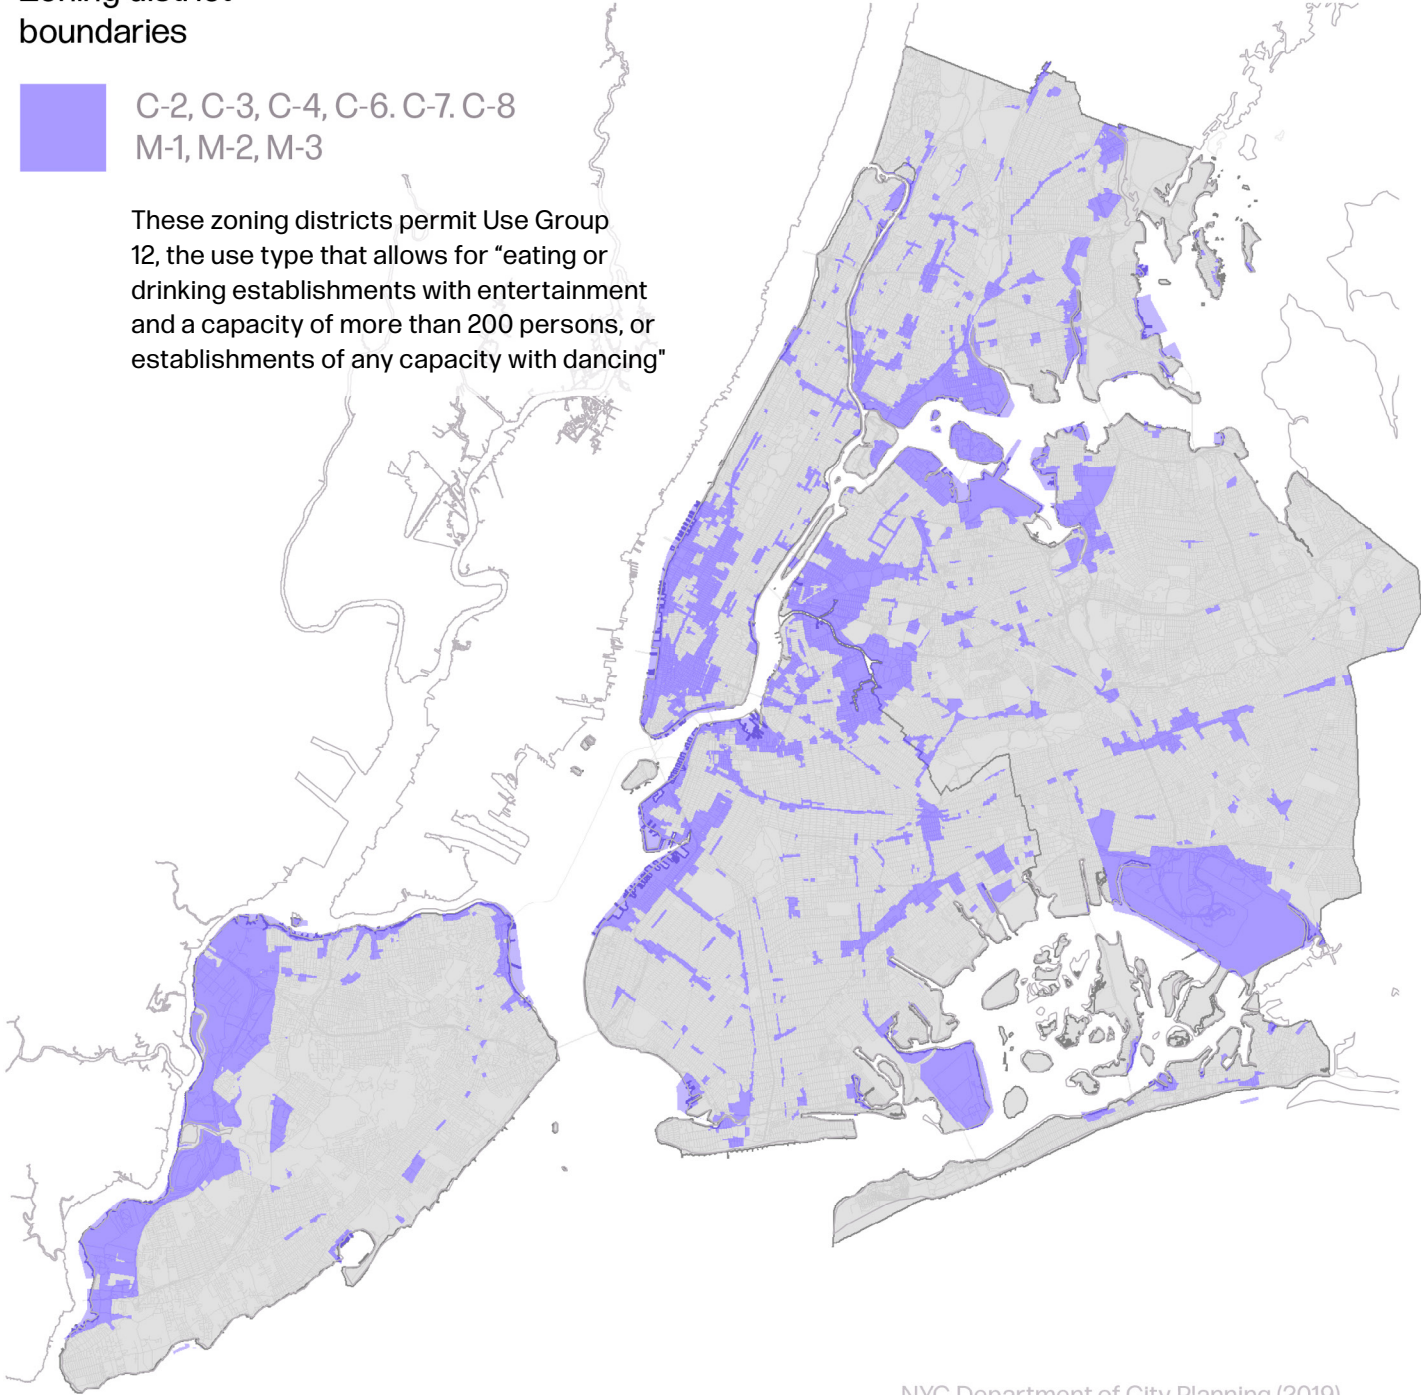 Zoning district
boundaries
C-2, C-3, C-4, C-6. C-7. C-8
M-1, M-2, M-3
These zoning districts permit Use Group
12, the use type that allows for “eating or
drinking establishments with entertainment
and a capacity of more than 200 persons, or
establishments of any capacity with dancing"
NYC Department of City Planning (2019)